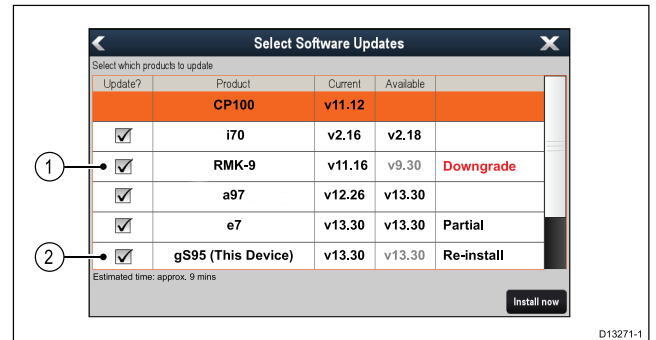 Select Software Updates
Select which products to update
Update? Product Current Available
CP100 v11.12
i70 v2.16 v2.18
1 RMK-9 v11.16 v9.30 Downgrade
a97 v12.26 v13.30
e7 v13.30 v13.30 Partial
2 gS95 (This Device) v13.30 v13.30 Re-install
Estimated time: approx. 9 mins
Install now
D13271-1